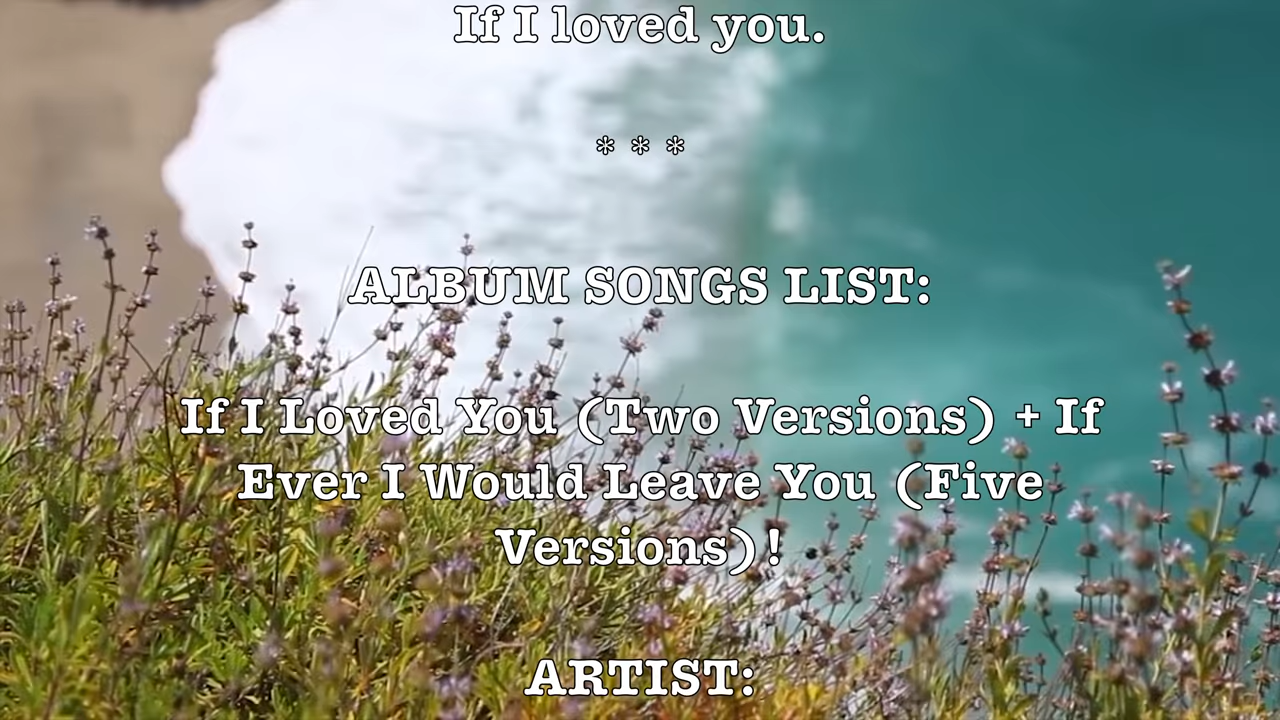 If I loved you.
* * *
ALBUM SONGS LIST:
If I Loved You (Two Versions) + If
Ever I Would Leave You (Five
Versions)!
ARTIST: